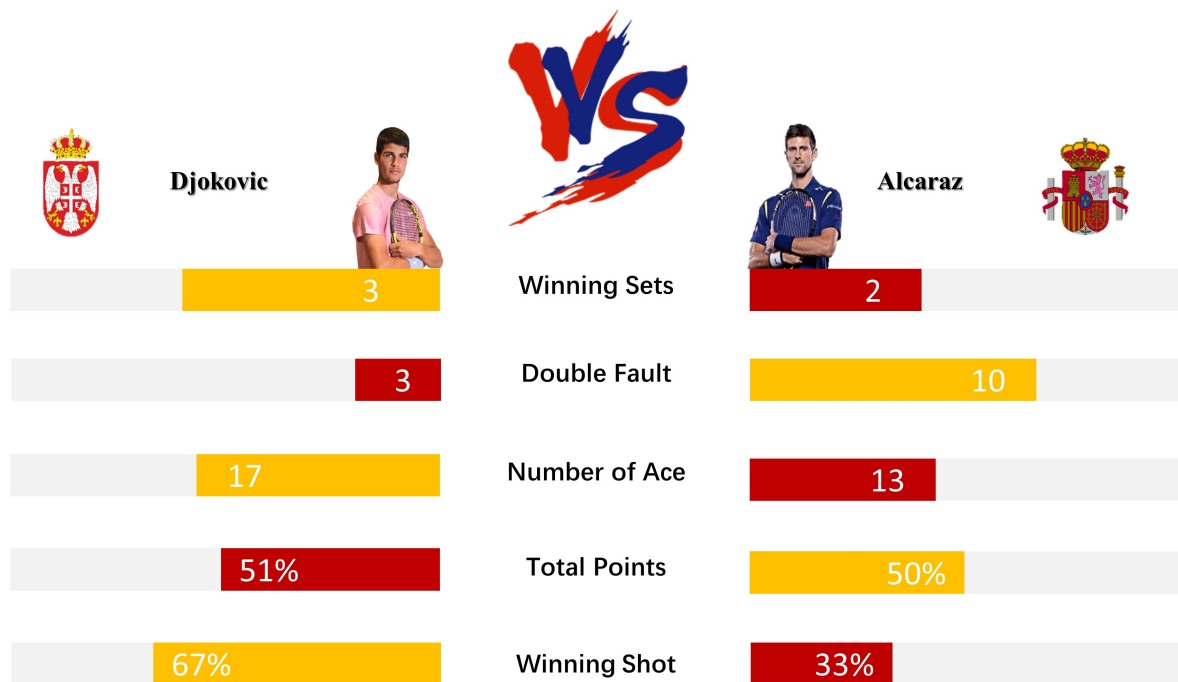 VS
Djokovic
Alcaraz
3 Winning Sets 2
3 Double Fault 10
17 Number of Ace 13
51% Total Points 50%
67% Winning Shot 33%